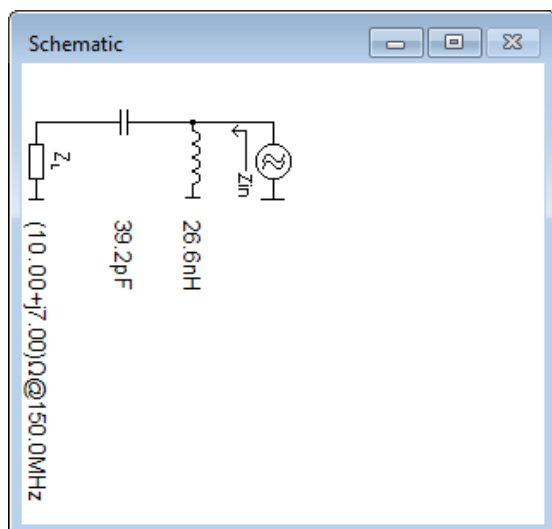 Schematic
ZL
Zin
39.2pF
26.6nH
(10.00+j7.00)Ω@150.0MHz